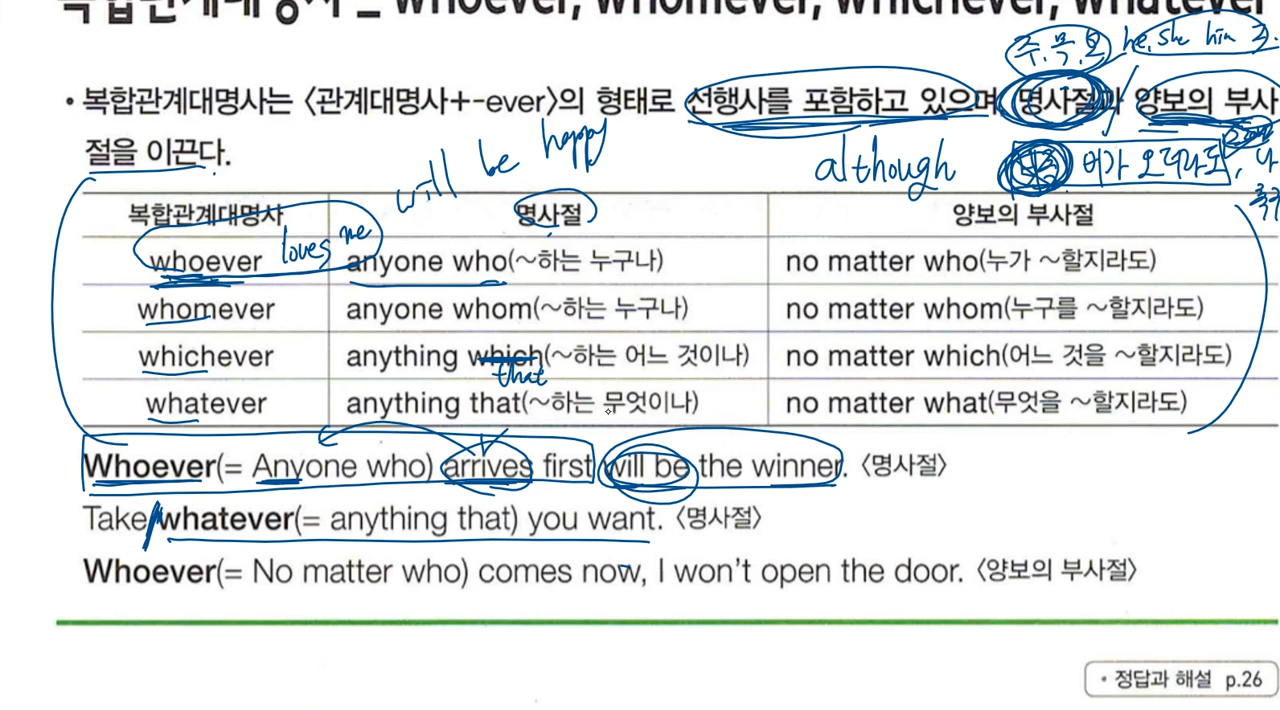 복합관계대명사 – whoever, whomever, whichever, whatever
주.목.보 he, she him
• 복합관계대명사는 〈관계대명사+-ever〉의 형태로 선행사를 포함하고 있으며 명사절과 양보의 부사
절을 이끈다.
will be happy
although
비가 오더라도,
복합관계대명사 명사절 양보의 부사절
loves me
whoever anyone who(~하는 누구나) no matter who(누가 ~할지라도)
whomever anyone whom(~하는 누구나) no matter whom(누구를 ~할지라도)
whichever anything which(~하는 어느 것이나) no matter which(어느 것을 ~할지라도)
that
whatever anything that(~하는 무엇이나) no matter what(무엇을 ~할지라도)
Whoever(= Anyone who) arrives first will be the winner. 〈명사절〉
Take whatever(= anything that) you want. 〈명사절〉
Whoever(= No matter who) comes now, I won't open the door. 〈양보의 부사절〉
• 정답과 해설 p.26